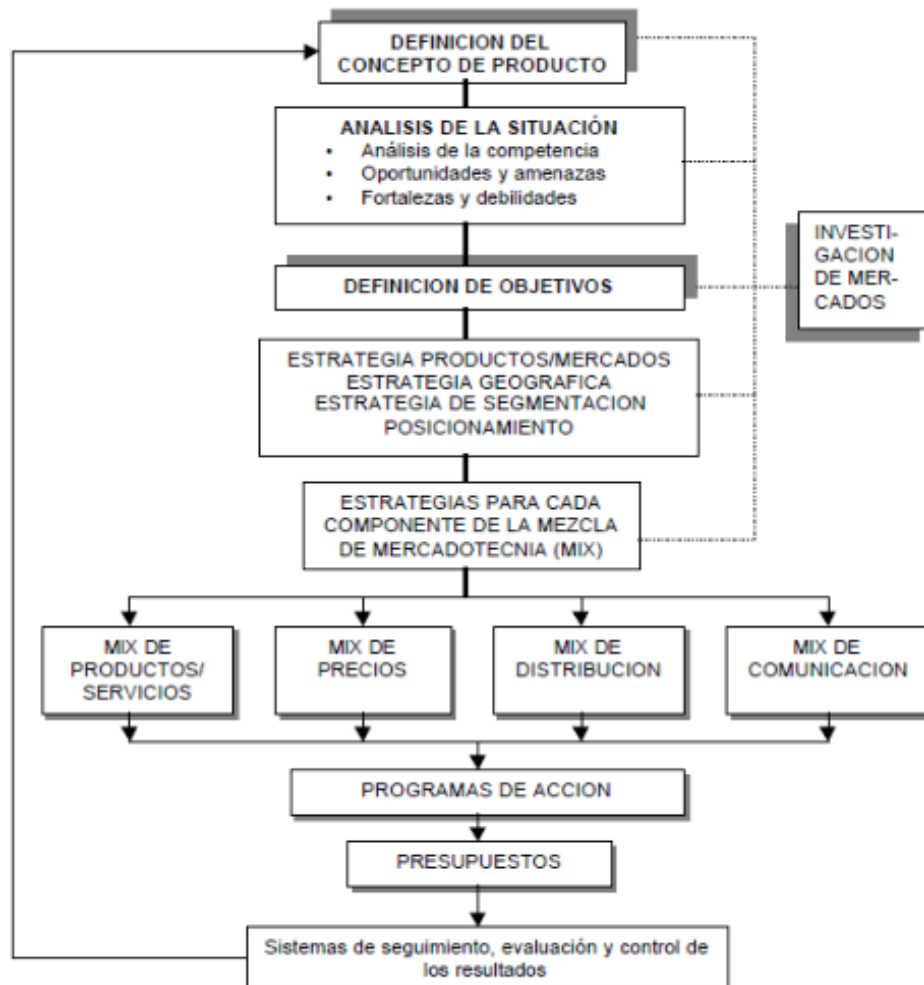 DEFINICION DEL
CONCEPTO DE PRODUCTO
ANALISIS DE LA SITUACIÓN
• Análisis de la competencia
• Oportunidades y amenazas
• Fortalezas y debilidades
INVESTI-
GACION
DE MER-
CADOS
DEFINICION DE OBJETIVOS
ESTRATEGIA PRODUCTOS/MERCADOS
ESTRATEGIA GEOGRAFICA
ESTRATEGIA DE SEGMENTACION
POSICIONAMIENTO
ESTRATEGIAS PARA CADA
COMPONENTE DE LA MEZCLA
DE MERCADOTECNIA (MIX)
MIX DE
PRODUCTOS/
SERVICIOS
MIX DE
PRECIOS
MIX DE
DISTRIBUCION
MIX DE
COMUNICACION
PROGRAMAS DE ACCION
PRESUPUESTOS
Sistemas de seguimiento, evaluación y control de
los resultados